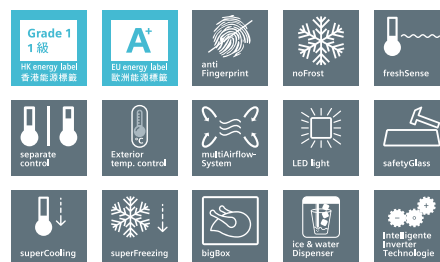 Grade 1
1 級
HK energy label
香港能源標籤
A+
EU energy label
歐洲能源標籤
anti
Fingerprint
noFrost
freshSense
separate
control
°C
Exterior
temp. control
multiAirflow-
System
LED light
safetyGlass
superCooling
superFreezing
bigBox
ice & water
Dispenser
Intelligente
Inverter
Technologie